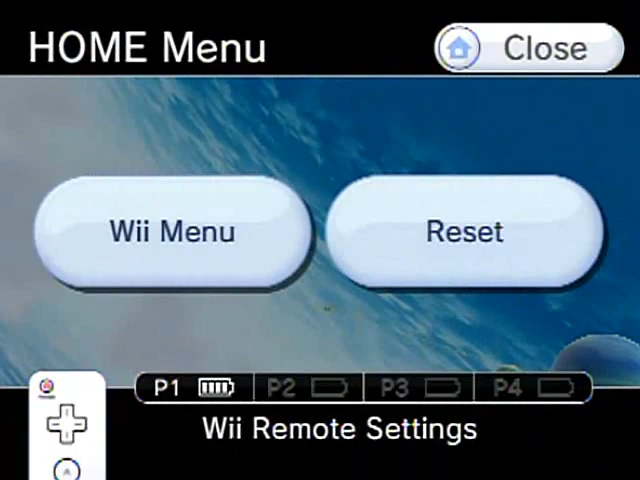 HOME Menu
Close
Wii Menu
Reset
P1 P2 P3 P4
Wii Remote Settings
A